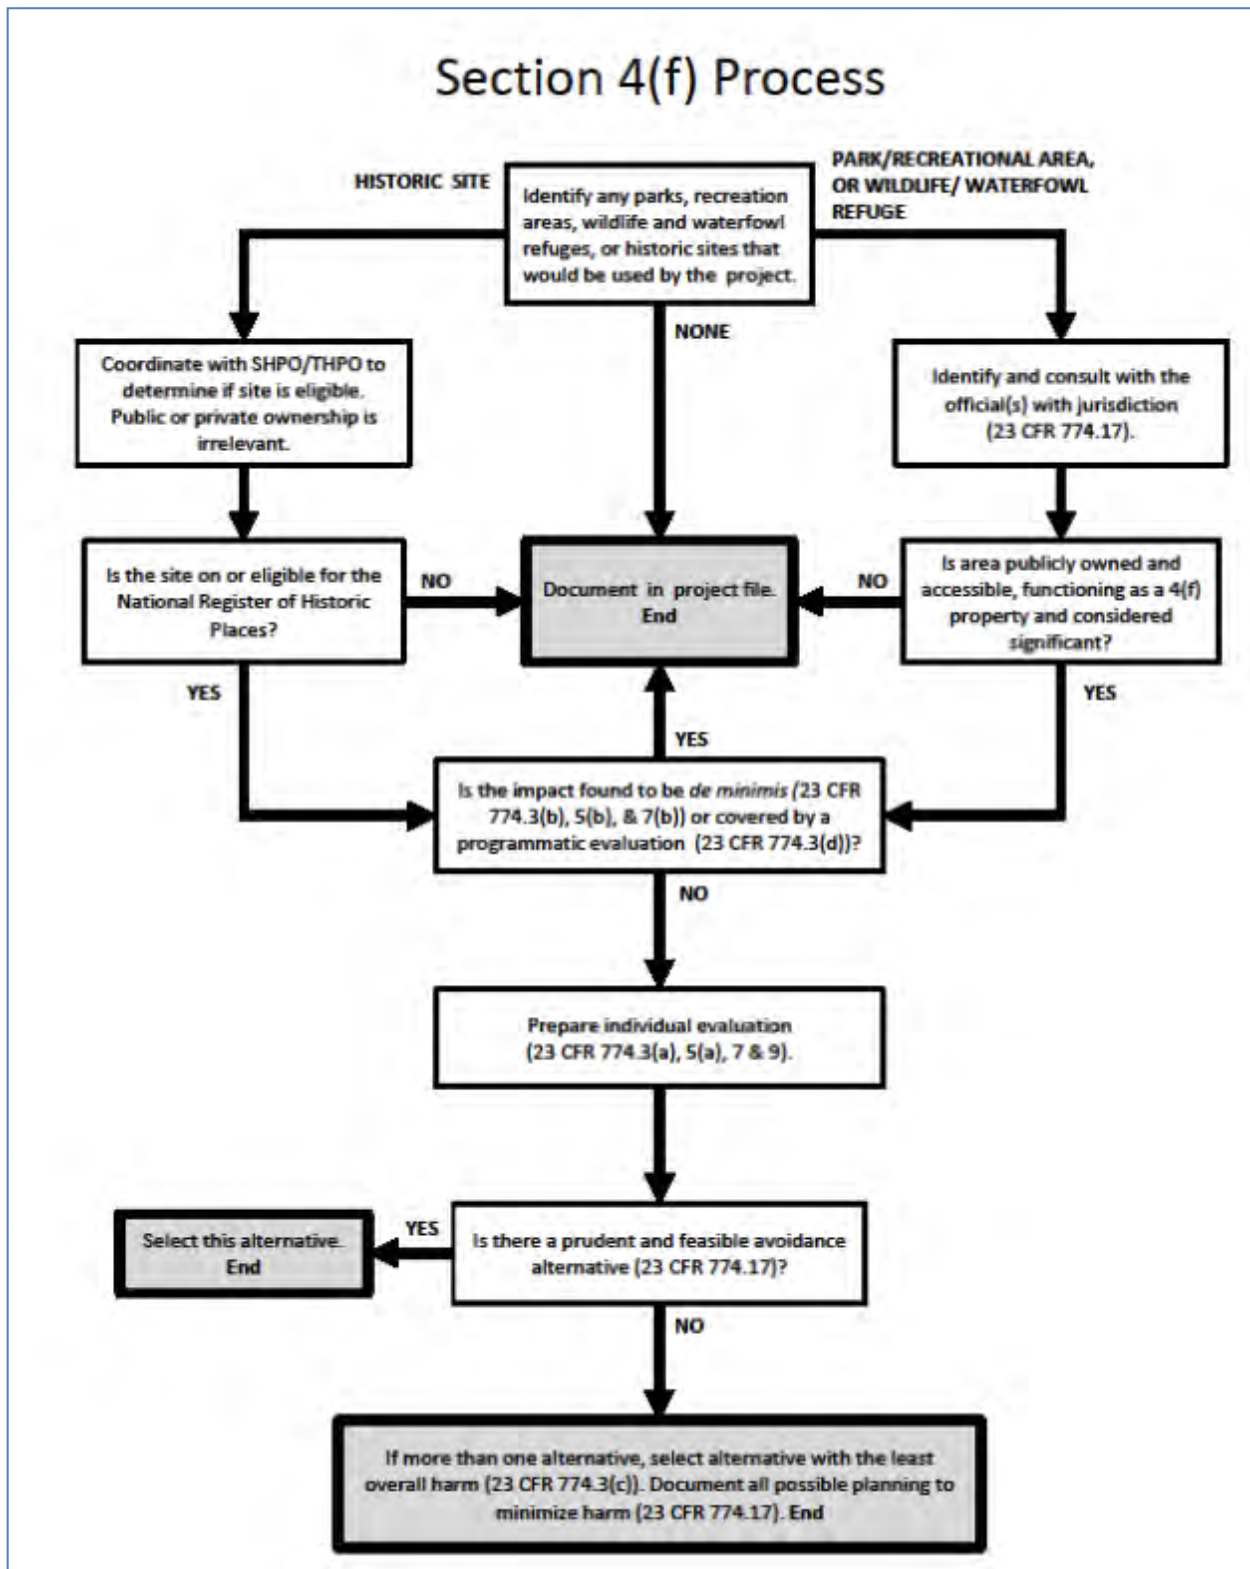 Section 4(f) Process
HISTORIC SITE
PARK/RECREATIONAL AREA,
OR WILDLIFE/ WATERFOWL
REFUGE
Identify any parks, recreation
areas, wildlife and waterfowl
refuges, or historic sites that
would be used by the project.
NONE
Coordinate with SHPO/THPO to
determine if site is eligible.
Public or private ownership is
irrelevant.
Identify and consult with the
official(s) with jurisdiction
(23 CFR 774.17).
Is the site on or eligible for the
National Register of Historic
Places?
NO
Document in project file.
End
NO
Is area publicly owned and
accessible, functioning as a 4(f)
property and considered
significant?
YES
YES
YES
Is the impact found to be de minimis (23 CFR
774.3(b), 5(b), & 7(b)) or covered by a
programmatic evaluation (23 CFR 774.3(d))?
NO
Prepare individual evaluation
(23 CFR 774.3(a), 5(a), 7 & 9).
Select this alternative.
End
YES
Is there a prudent and feasible avoidance
alternative (23 CFR 774.17)?
NO
If more than one alternative, select alternative with the least
overall harm (23 CFR 774.3(c)). Document all possible planning to
minimize harm (23 CFR 774.17). End